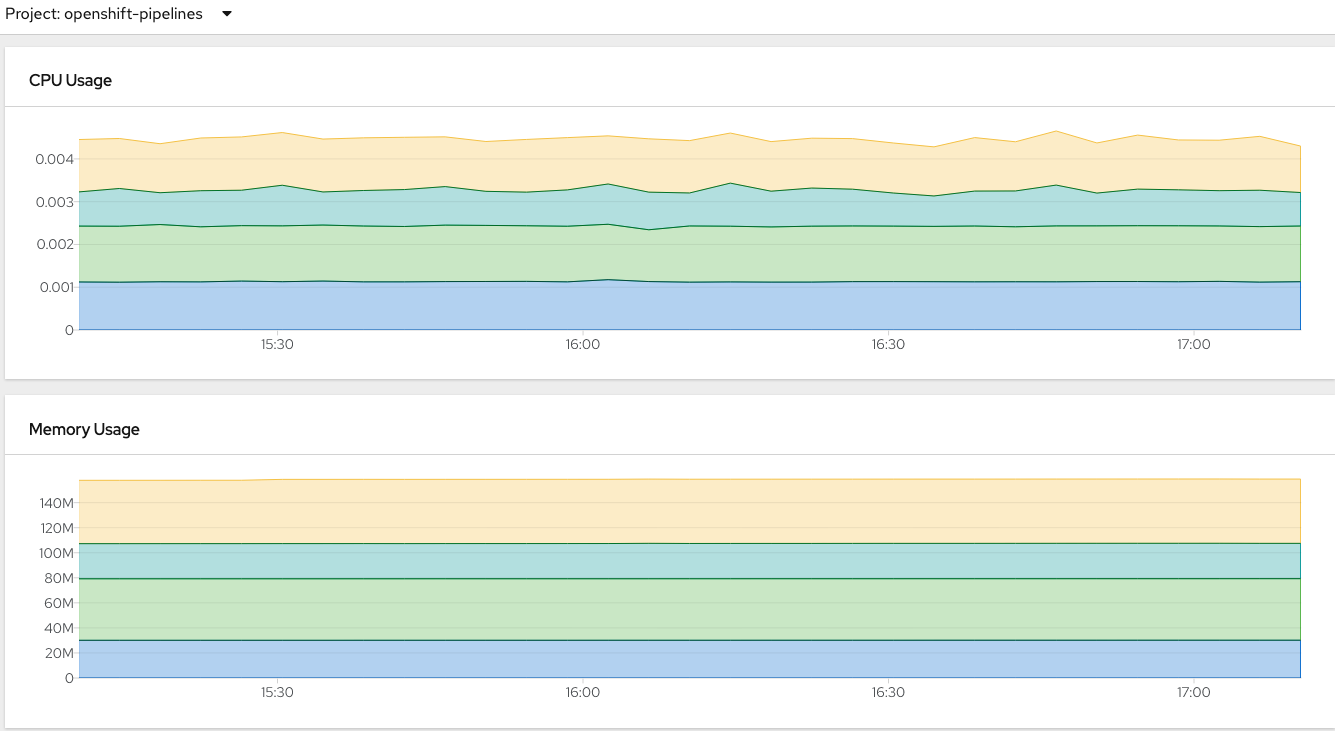 Project: openshift-pipelines
CPU Usage
0.004
0.003
0.002
0.001
0
15:30 16:00 16:30 17:00
Memory Usage
140M
120M
100M
80M
60M
40M
20M
0
15:30 16:00 16:30 17:00